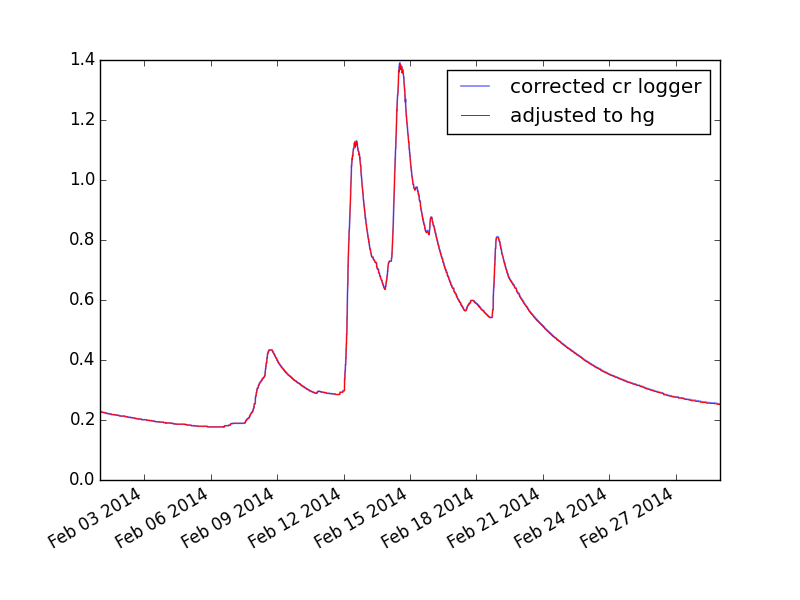 1.4
1.2
1.0
0.8
0.6
0.4
0.2
0.0
corrected cr logger
adjusted to hg
Feb 03 2014
Feb 06 2014
Feb 09 2014
Feb 12 2014
Feb 15 2014
Feb 18 2014
Feb 21 2014
Feb 24 2014
Feb 27 2014